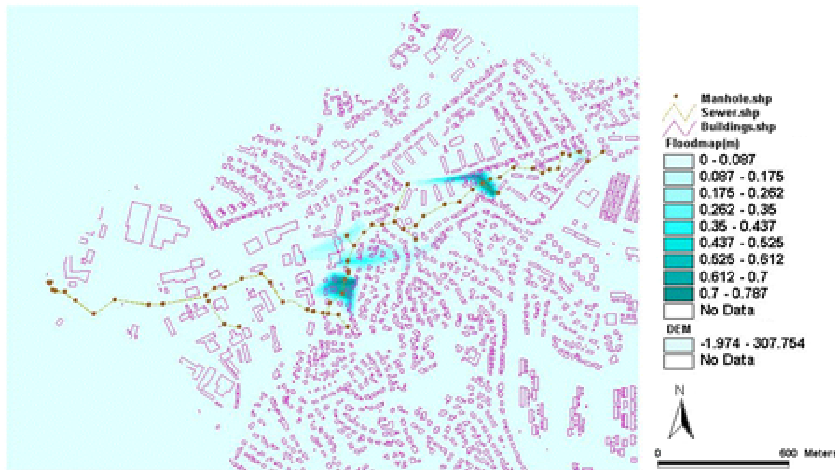 Manhole.shp
Sewer.shp
Buildings.shp
Floodmap(m)
0 - 0.087
0.087 - 0.175
0.175 - 0.262
0.262 - 0.35
0.35 - 0.437
0.437 - 0.525
0.525 - 0.612
0.612 - 0.7
0.7 - 0.787
No Data
DEM
-1.974 - 307.754
No Data
N
0 600 Meters